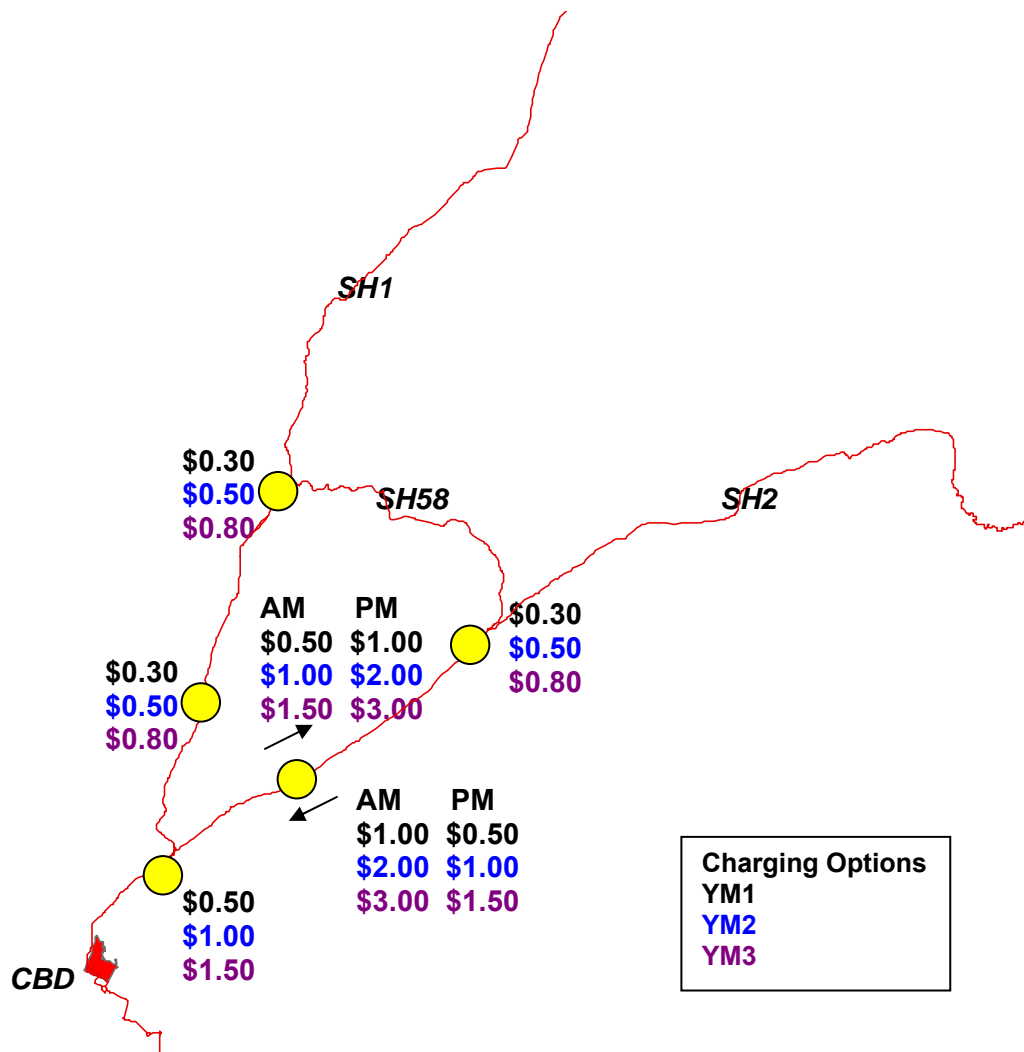 SH1
$0.30
$0.50
$0.80
SH58
SH2
AM PM
$0.50 $1.00
$1.00 $2.00
$1.50 $3.00
$0.30
$0.50
$0.80
$0.30
$0.50
$0.80
AM PM
$1.00 $0.50
$2.00 $1.00
$3.00 $1.50
$0.50
$1.00
$1.50
CBD
Charging Options
YM1
YM2
YM3